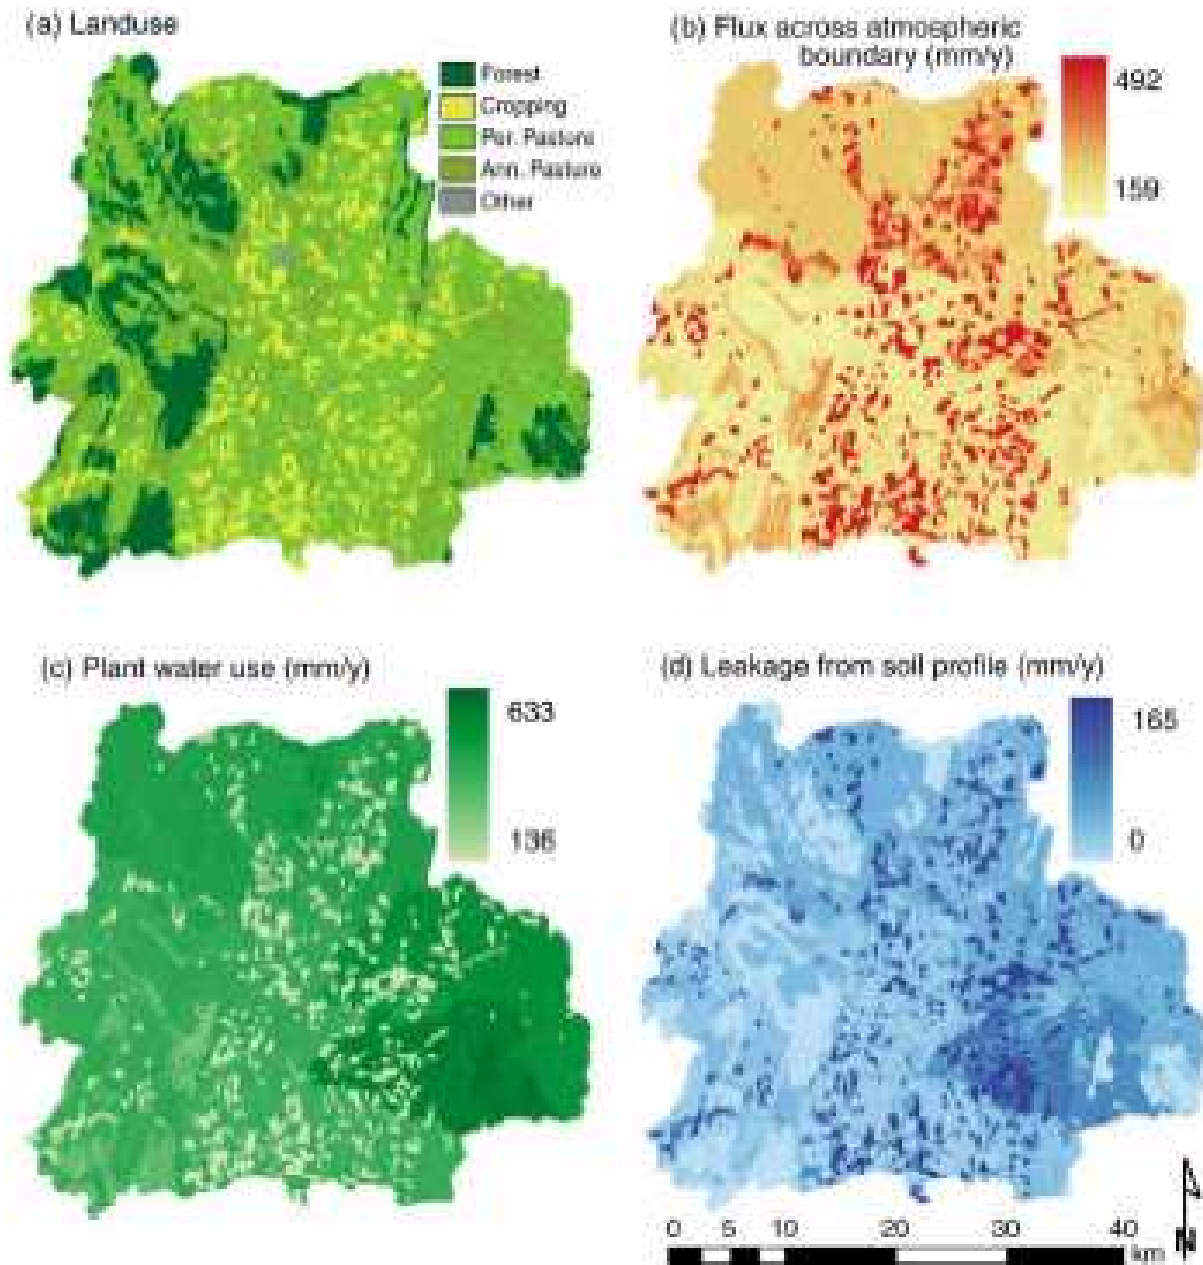 (a) Landuse
Forest
Cropping
Per. Pasture
Ann. Pasture
Other
(b) Flux across atmospheric
boundary (mm/y)
492
159
(c) Plant water use (mm/y)
633
136
(d) Leakage from soil profile (mm/y)
165
0
0 5 10 20 30 40
km
N